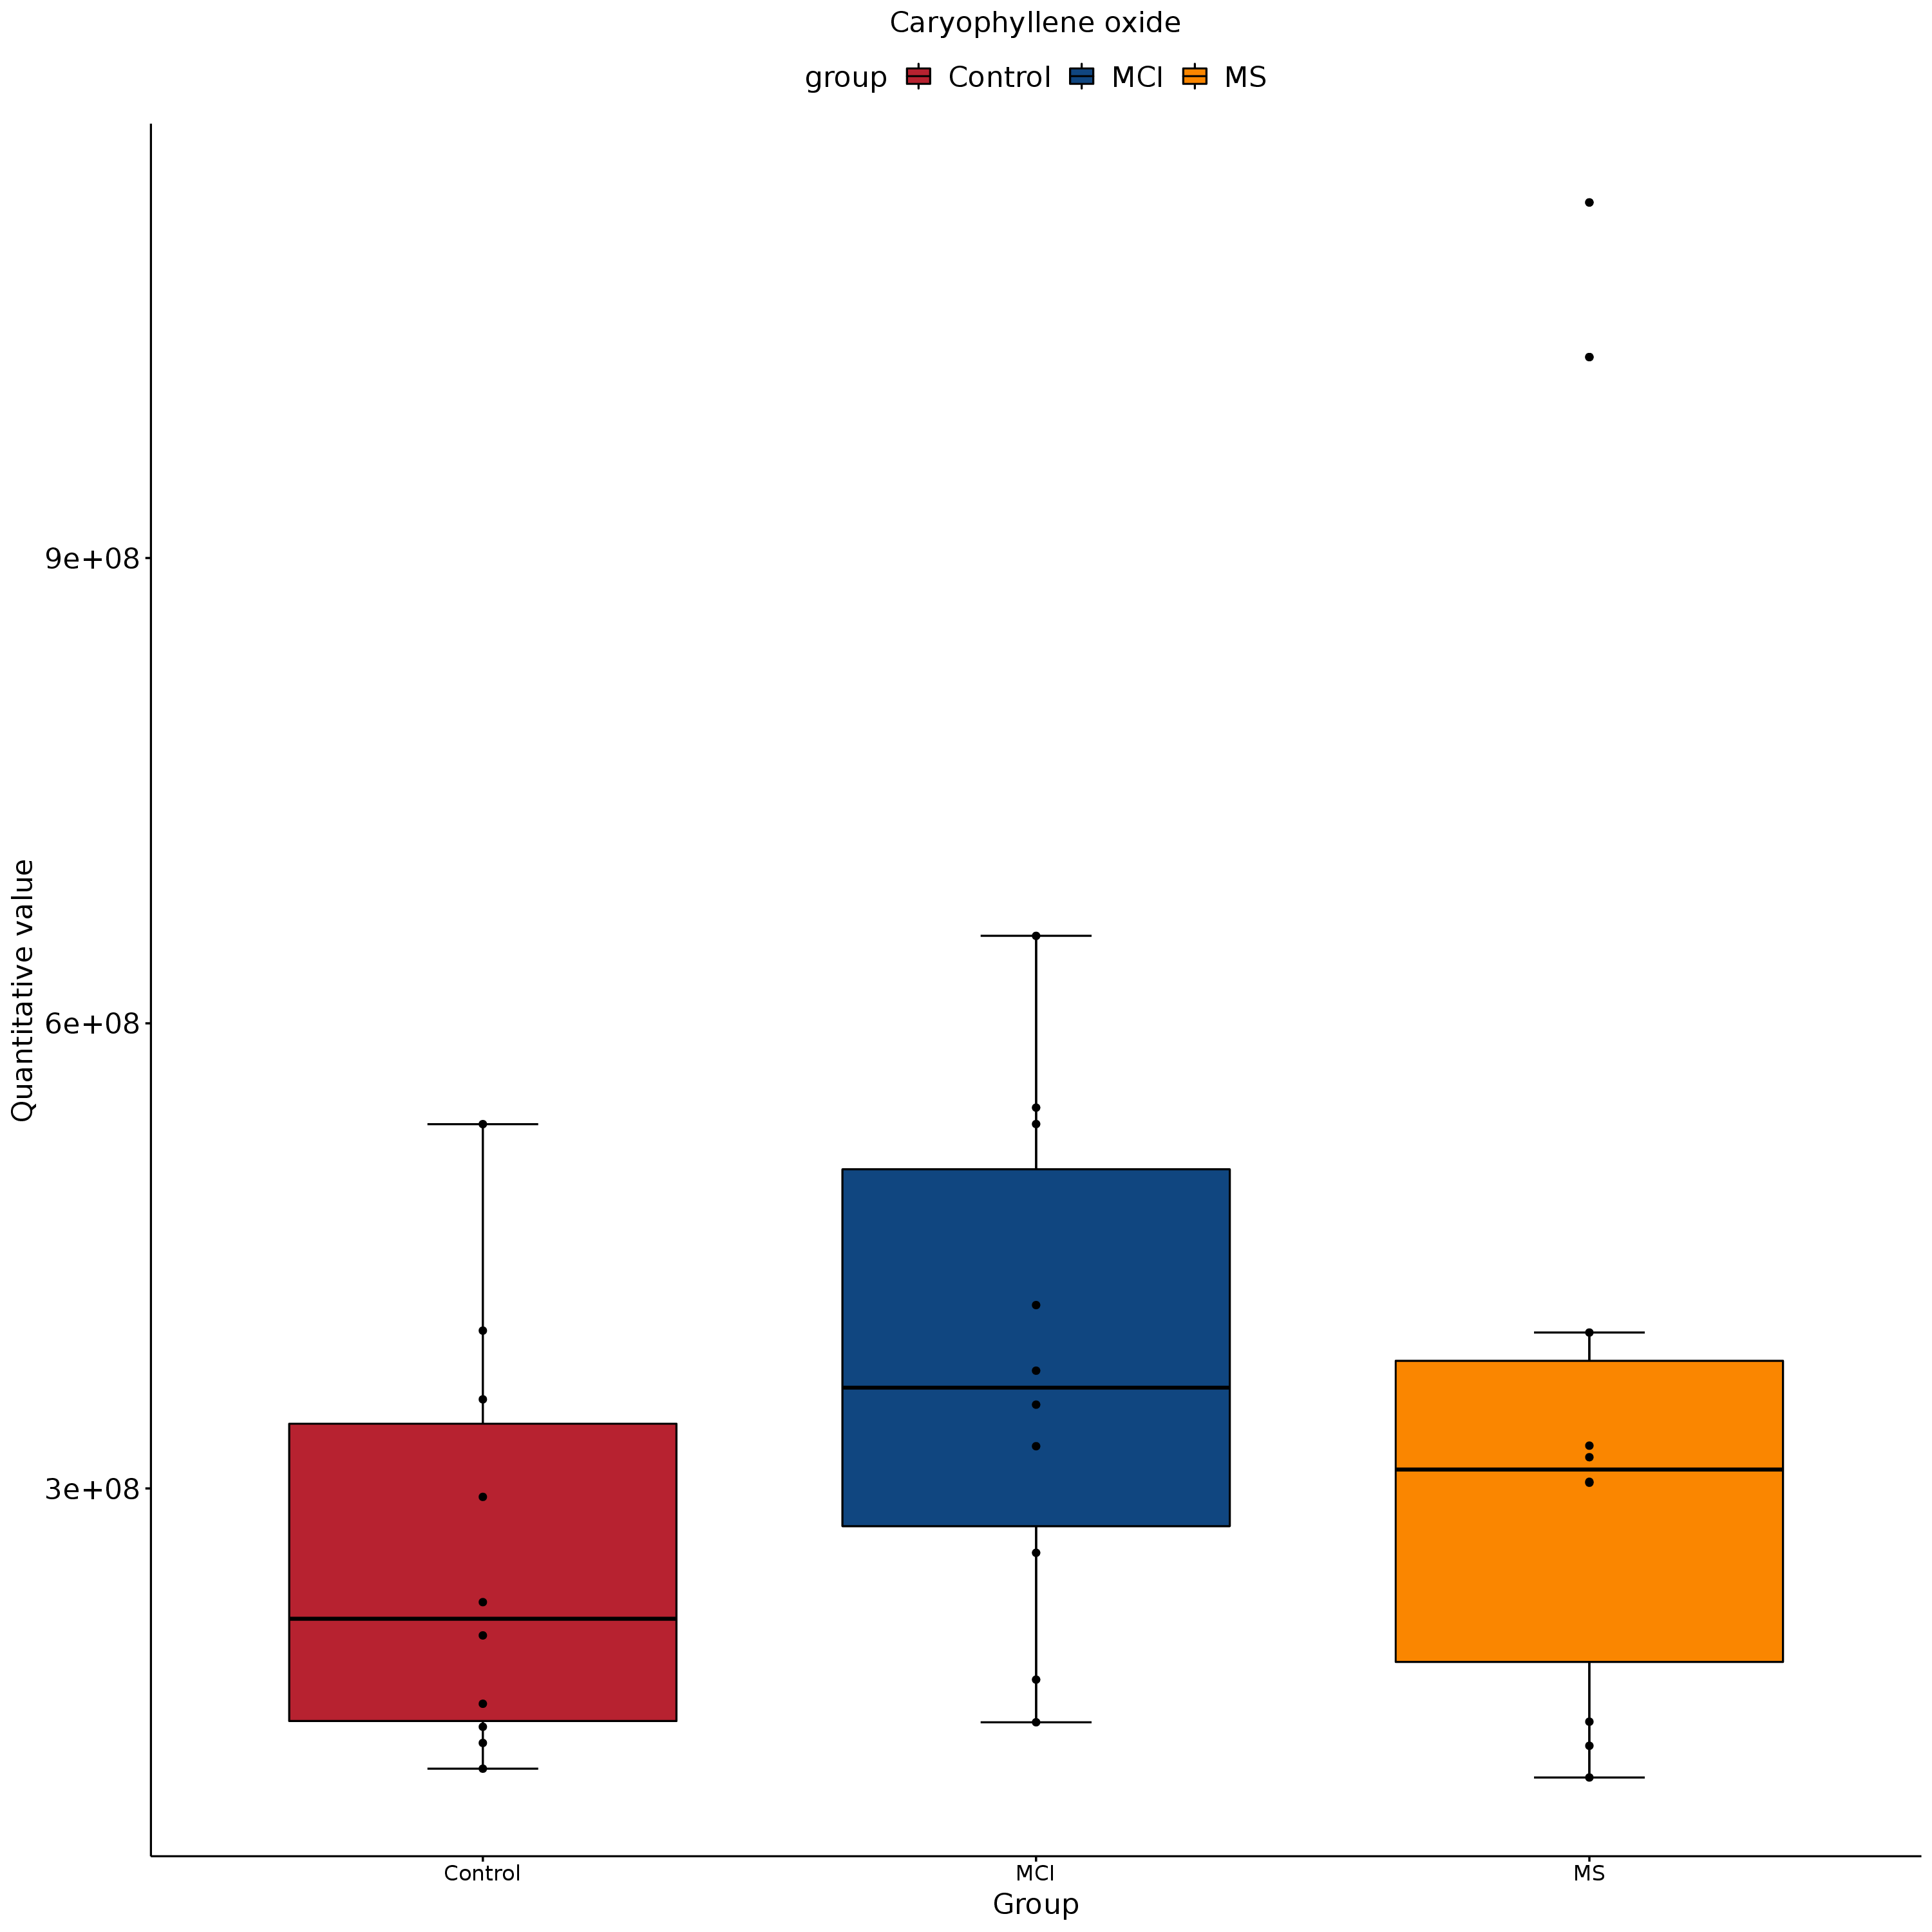 Caryophyllene oxide
group Control MCI MS
Quantitative value
9e+08
6e+08
3e+08
Control MCI MS
Group